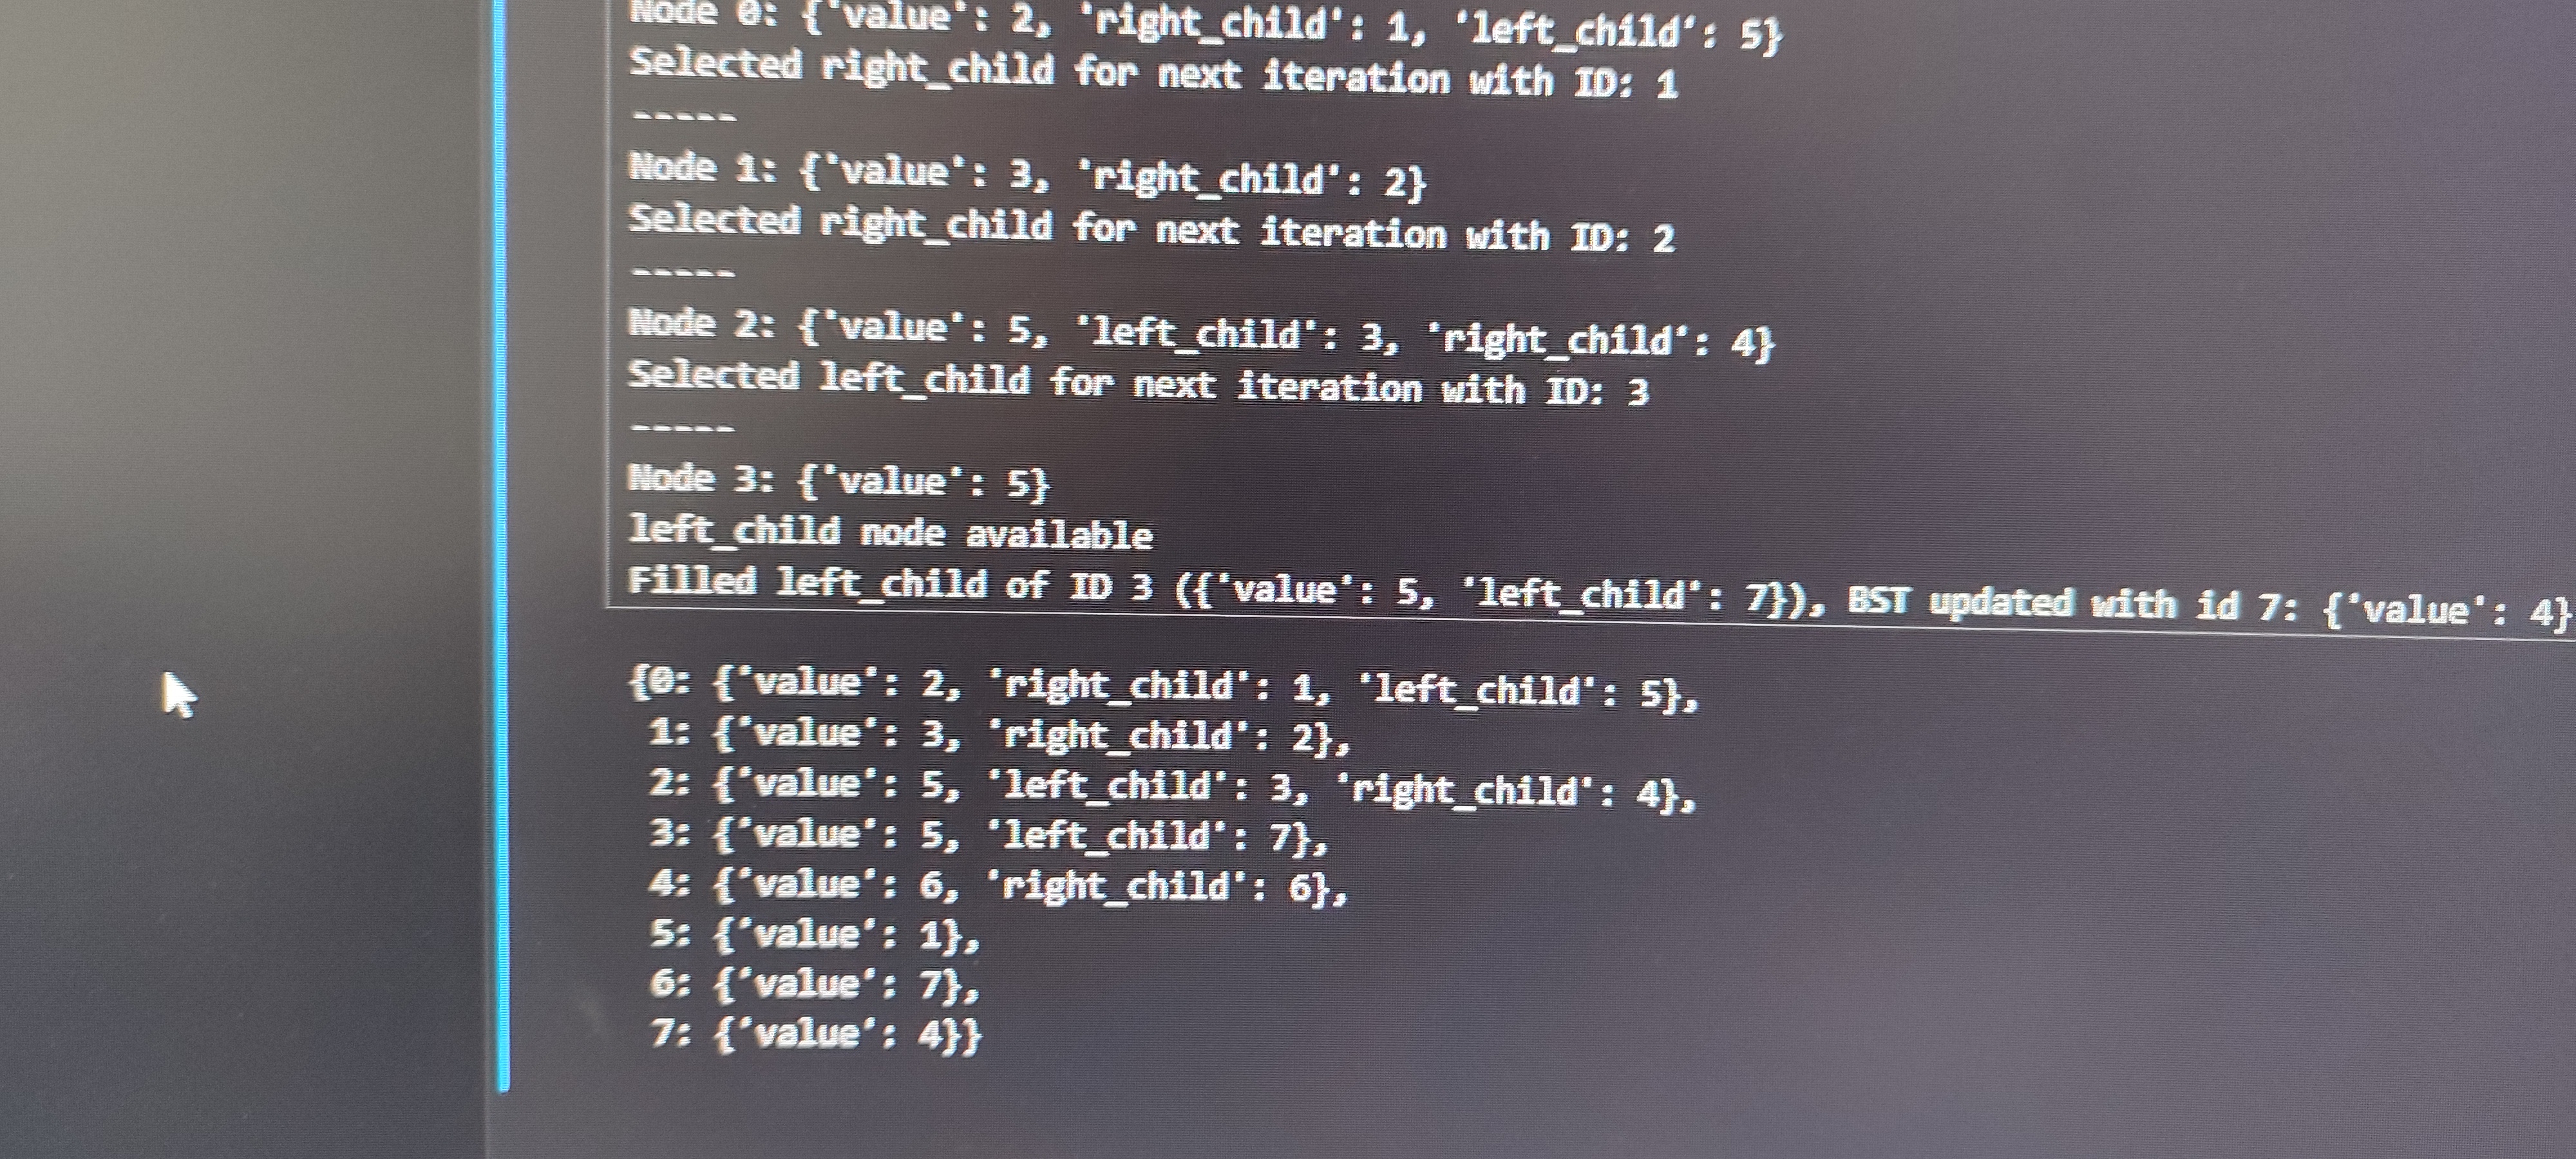 Node 0: {'value': 2, 'right_child': 1, 'left_child': 5}
Selected right_child for next iteration with ID: 1
-----
Node 1: {'value': 3, 'right_child': 2}
Selected right_child for next iteration with ID: 2
-----
Node 2: {'value': 5, 'left_child': 3, 'right_child': 4}
Selected left_child for next iteration with ID: 3
-----
Node 3: {'value': 5}
left_child node available
Filled left_child of ID 3 ({'value': 5, 'left_child': 7}), BST updated with id 7: {'value': 4}
{0: {'value': 2, 'right_child': 1, 'left_child': 5},
1: {'value': 3, 'right_child': 2},
2: {'value': 5, 'left_child': 3, 'right_child': 4},
3: {'value': 5, 'left_child': 7},
4: {'value': 6, 'right_child': 6},
5: {'value': 1},
6: {'value': 7},
7: {'value': 4}}